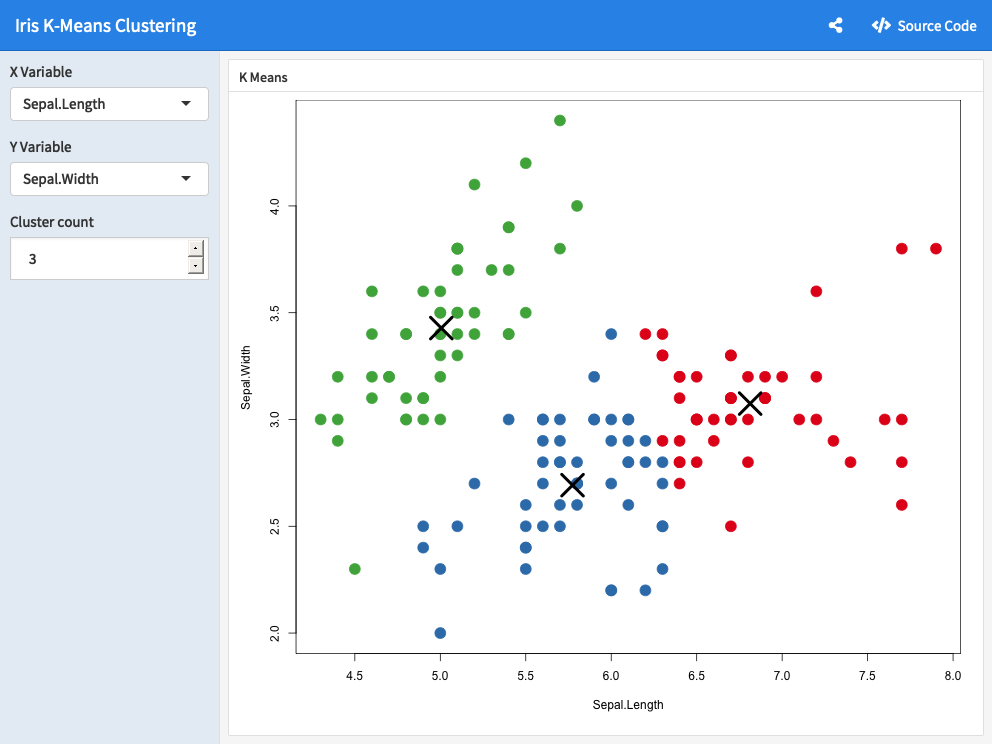 Iris K-Means Clustering
Source Code
X Variable
Sepal.Length
Y Variable
Sepal.Width
Cluster count
3
K Means
4.0
3.5
3.0
2.5
2.0
Sepal.Width
4.5 5.0 5.5 6.0 6.5 7.0 7.5 8.0
Sepal.Length